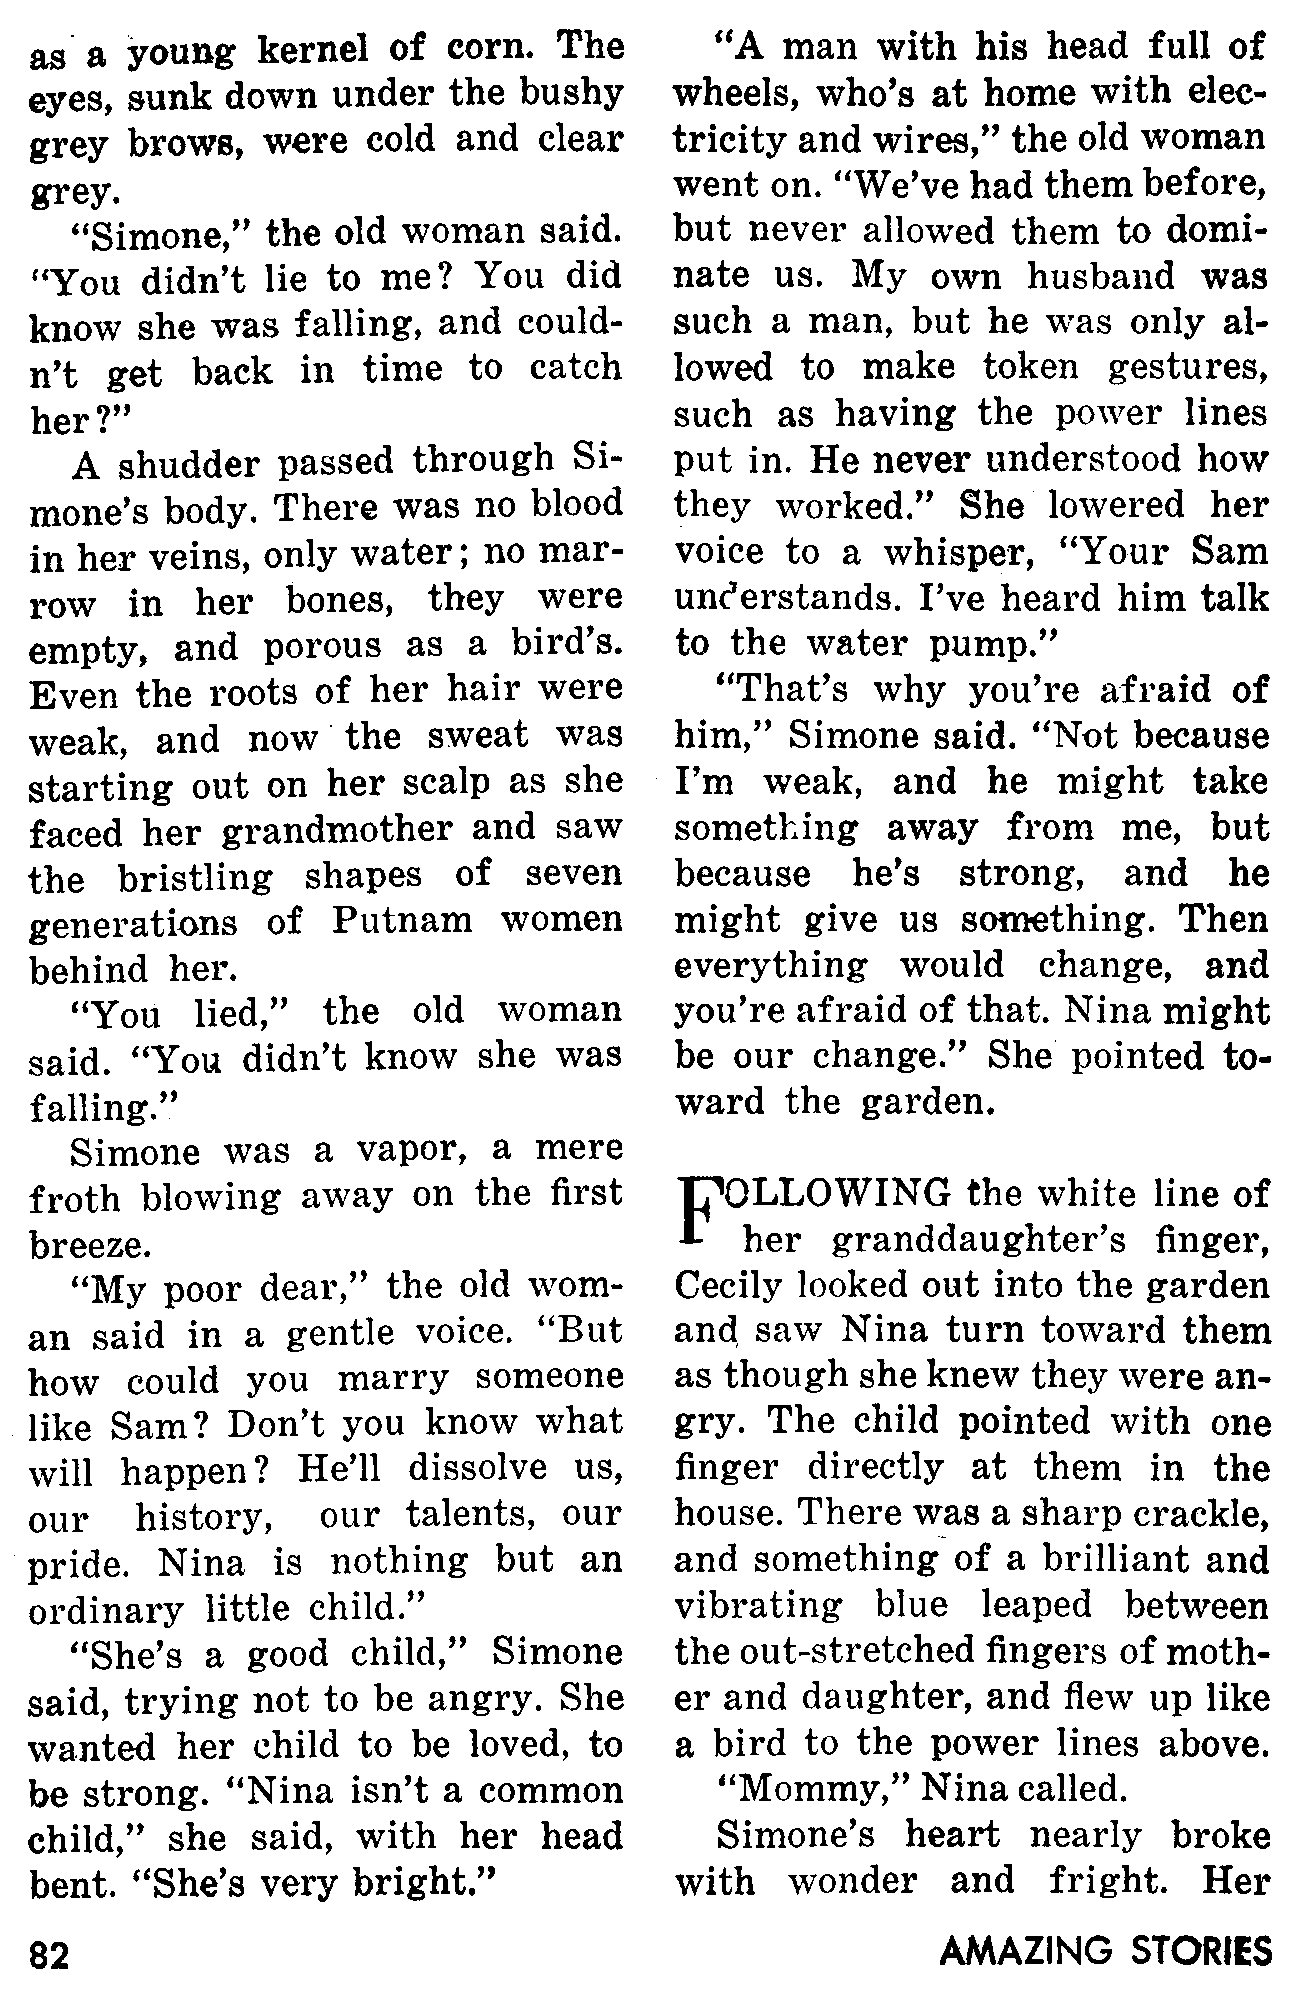 as a young kernel of corn. The
eyes, sunk down under the bushy
grey brows, were cold and clear
grey.
“Simone,” the old woman said.
“You didn’t lie to me? You did
know she was falling, and could-
n’t get back in time to catch
her?”
A shudder passed through Si-
mone’s body. There was no blood
in her veins, only water; no mar-
row in her bones, they were
empty, and porous as a bird’s.
Even the roots of her hair were
weak, and now the sweat was
starting out on her scalp as she
faced her grandmother and saw
the bristling shapes of seven
generations of Putnam women
behind her.
“You lied,” the old woman
said. “You didn’t know she was
falling.”
Simone was a vapor, a mere
froth blowing away on the first
breeze.
“My poor dear,” the old wom-
an said in a gentle voice. “But
how could you marry someone
like Sam? Don’t you know what
will happen? He’ll dissolve us,
our history, our talents, our
pride. Nina is nothing but an
ordinary little child.”
“She’s a good child,” Simone
said, trying not to be angry. She
wanted her child to be loved, to
be strong. “Nina isn’t a common
child,” she said, with her head
bent. “She’s very bright.”
“A man with his head full of
wheels, who’s at home with elec-
tricity and wires,” the old woman
went on. “We’ve had them before,
but never allowed them to domi-
nate us. My own husband was
such a man, but he was only al-
lowed to make token gestures,
such as having the power lines
put in. He never understood how
they worked.” She lowered her
voice to a whisper, “Your Sam
understands. I’ve heard him talk
to the water pump.”
“That’s why you’re afraid of
him,” Simone said. “Not because
I’m weak, and he might take
something away from me, but
because he’s strong, and he
might give us something. Then
everything would change, and
you’re afraid of that. Nina might
be our change.” She pointed to-
ward the garden.
FOLLOWING the white line of
her granddaughter’s finger,
Cecily looked out into the garden
and saw Nina turn toward them
as though she knew they were an-
gry. The child pointed with one
finger directly at them in the
house. There was a sharp crackle,
and something of a brilliant and
vibrating blue leaped between
the out-stretched fingers of moth-
er and daughter, and flew up like
a bird to the power lines above.
“Mommy,” Nina called.
Simone’s heart nearly broke
with wonder and fright. Her
82
AMAZING STORIES